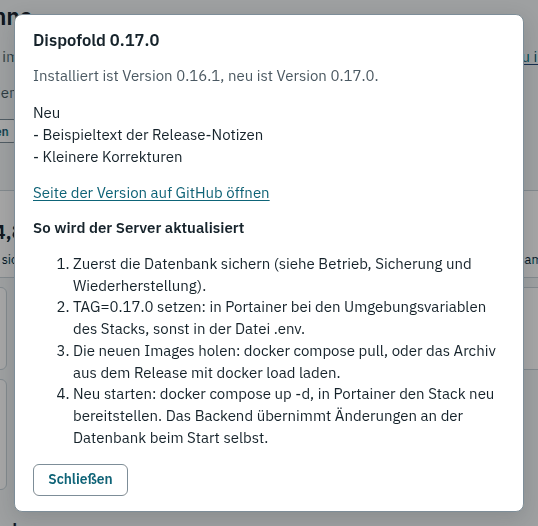 Dispofold 0.17.0
Installiert ist Version 0.16.1, neu ist Version 0.17.0.
Neu
- Beispieltext der Release-Notizen
- Kleinere Korrekturen
Seite der Version auf GitHub öffnen
So wird der Server aktualisiert
1. Zuerst die Datenbank sichern (siehe Betrieb, Sicherung und
Wiederherstellung).
2. TAG=0.17.0 setzen: in Portainer bei den Umgebungsvariablen
des Stacks, sonst in der Datei .env.
3. Die neuen Images holen: docker compose pull, oder das Archiv
aus dem Release mit docker load laden.
4. Neu starten: docker compose up -d, in Portainer den Stack neu
bereitstellen. Das Backend übernimmt Änderungen an der
Datenbank beim Start selbst.
Schließen